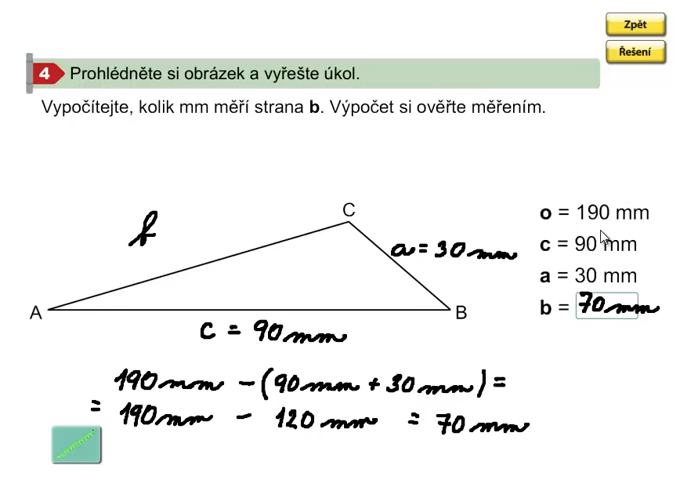 Zpět
Řešení
4 Prohlédněte si obrázek a vyřešte úkol.
Vypočítejte, kolik mm měří strana b. Výpočet si ověřte měřením.
C
b
o = 190 mm
c = 90 mm
a = 30 mm
a = 30 mm
b = 70 mm
A
B
c = 90 mm
190 mm - (90 mm + 30 mm) =
= 190 mm - 120 mm = 70 mm